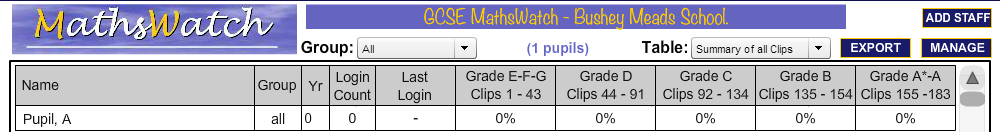 MathsWatch
GCSE MathsWatch - Bushey Meads School.
ADD STAFF
Group: All (1 pupils) Table: Summary of all Clips EXPORT MANAGE
Name Group Yr Login Count Last Login Grade E-F-G Clips 1 - 43 Grade D Clips 44 - 91 Grade C Clips 92 - 134 Grade B Clips 135 - 154 Grade A*-A Clips 155 -183
Pupil, A all 0 0 - 0% 0% 0% 0% 0%